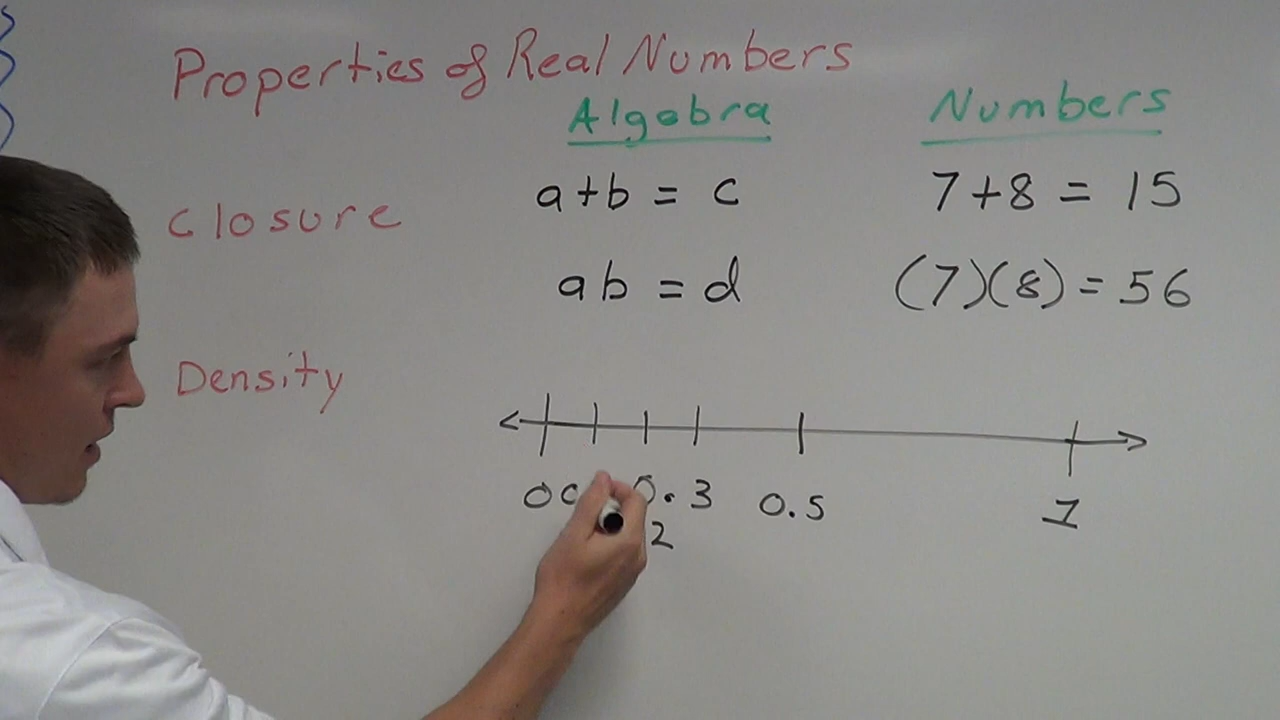 Properties of Real Numbers
Algebra Numbers
Closure a+b = c 7+8 = 15
ab = d (7)(8) = 56
Density
0 0. 3 0.5 1
2